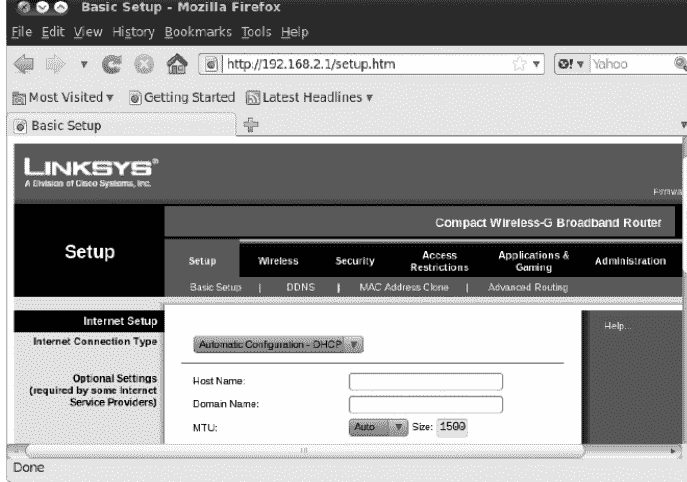 Basic Setup - Mozilla Firefox
File Edit View History Bookmarks Tools Help
http://192.168.2.1/setup.htm
Yahoo
Most Visited Getting Started Latest Headlines
Basic Setup
LINKSYS®
A Division of Cisco Systems, Inc.
Firmwa
Compact Wireless-G Broadband Router
Setup
Setup Wireless Security Access Restrictions Applications & Gaming Administration
Basic Setup | DDNS | MAC Address Clone | Advanced Routing
Internet Setup
Internet Connection Type
Automatic Configuration - DHCP
Help...
Optional Settings
(required by some Internet
Service Providers)
Host Name:
Domain Name:
MTU: Auto Size: 1500
Done